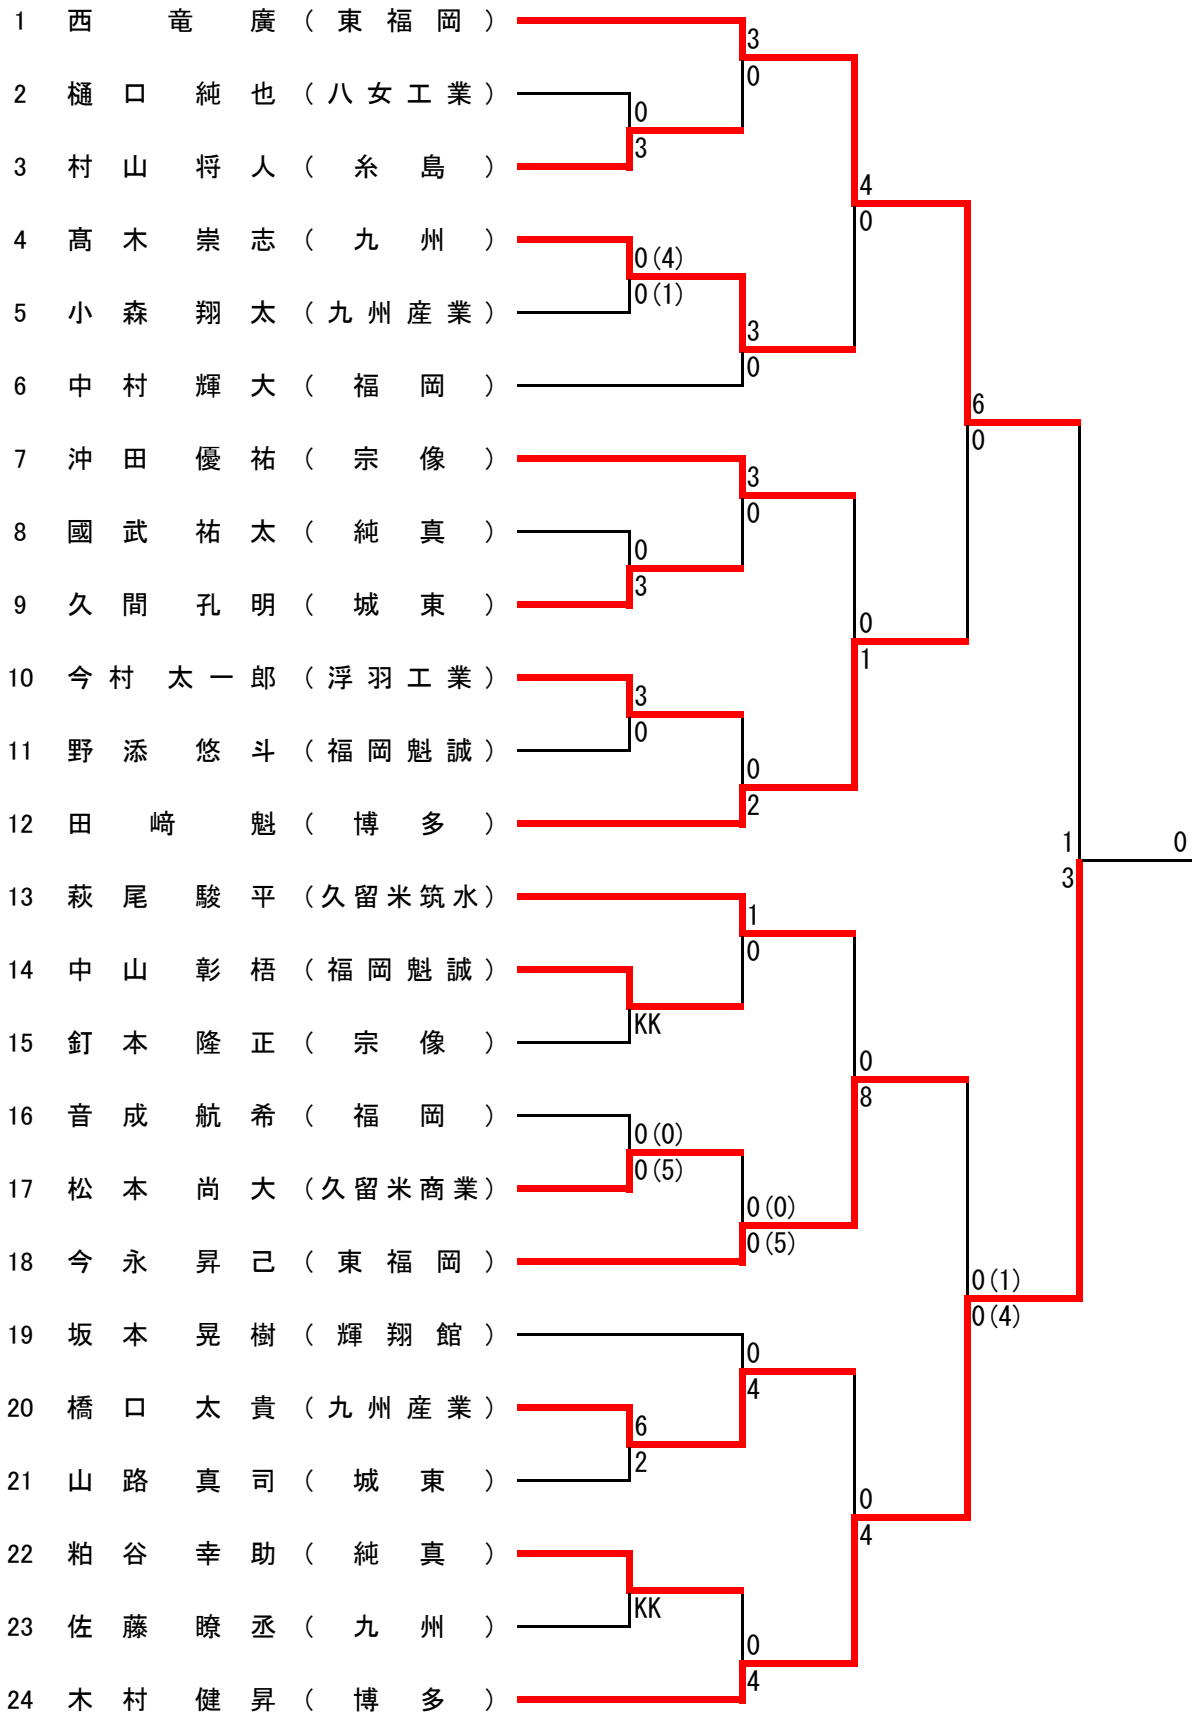 1 西 竜 廣 ( 東 福 岡 )
3
0
2 樋 口 純 也 ( 八 女 工 業 )
0
3
3 村 山 将 人 ( 糸 島 )
4
0
4 髙 木 崇 志 ( 九 州 )
0(4)
0(1)
5 小 森 翔 太 ( 九 州 産 業 )
3
0
6 中 村 輝 大 ( 福 岡 )
6
0
7 沖 田 優 祐 ( 宗 像 )
3
0
8 國 武 祐 太 ( 純 真 )
0
3
9 久 間 孔 明 ( 城 東 )
0
1
10 今 村 太 一 郎 ( 浮 羽 工 業 )
3
0
11 野 添 悠 斗 ( 福 岡 魁 誠 )
0
2
12 田 﨑 魁 ( 博 多 )
1 0
3
13 萩 尾 駿 平 ( 久 留 米 筑 水 )
1
0
14 中 山 彰 梧 ( 福 岡 魁 誠 )
KK
15 釘 本 隆 正 ( 宗 像 )
0
8
16 音 成 航 希 ( 福 岡 )
0(0)
0(5)
17 松 本 尚 大 ( 久 留 米 商 業 )
0(0)
0(5)
18 今 永 昇 己 ( 東 福 岡 )
0(1)
0(4)
19 坂 本 晃 樹 ( 輝 翔 館 )
0
4
20 橋 口 太 貴 ( 九 州 産 業 )
6
2
21 山 路 真 司 ( 城 東 )
0
4
22 粕 谷 幸 助 ( 純 真 )
KK
23 佐 藤 瞭 丞 ( 九 州 )
0
4
24 木 村 健 昇 ( 博 多 )